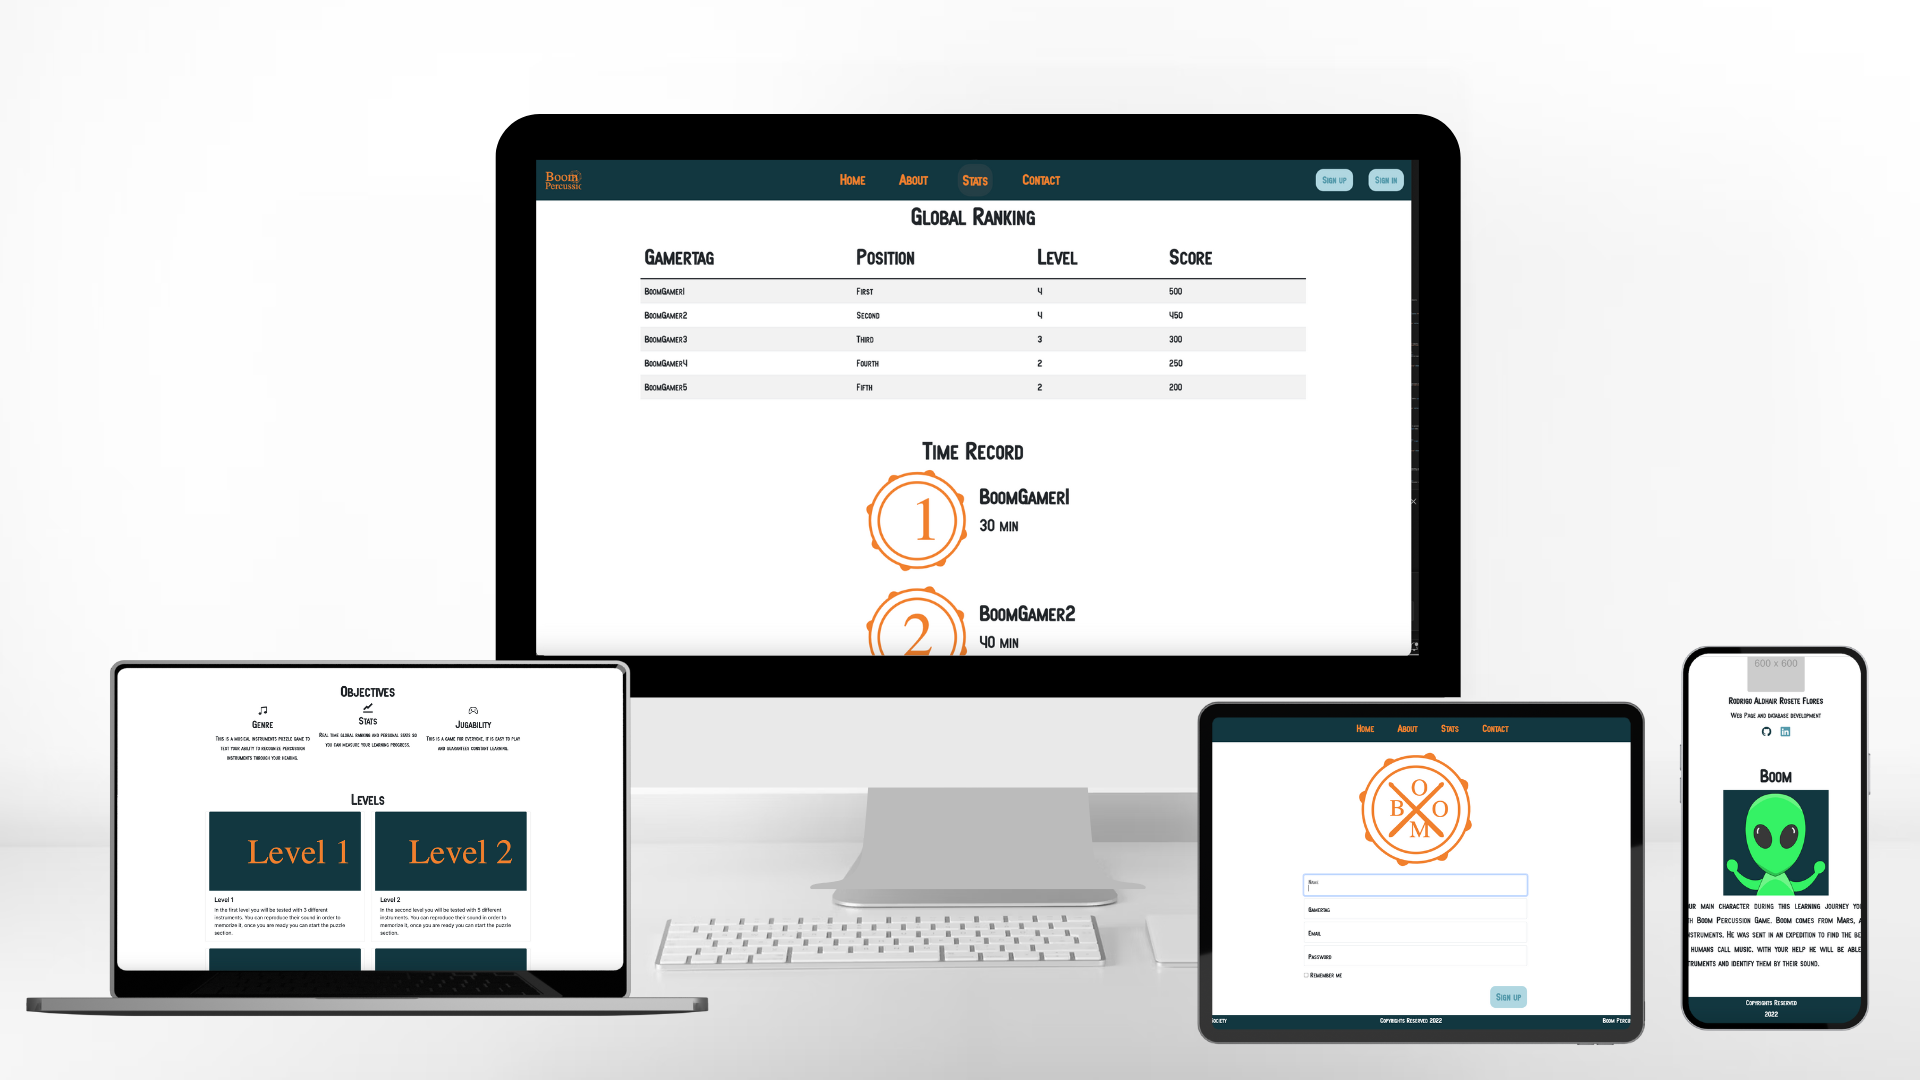 Boom
Percussic
Home About Stats Contact
Sign up Sign in
Global Ranking
Gamertag Position Level Score
BoomGamer1 First 4 500
BoomGamer2 Second 4 450
BoomGamer3 Third 3 300
BoomGamer4 Fourth 2 250
BoomGamer5 Fifth 2 200
Time Record
1
BoomGamer1
30 min
2
BoomGamer2
40 min
Objectives
Genre
This is a musical instruments puzzle game to
test your ability to recognize percussion
instruments through your hearing.
Stats
Real time global ranking and personal stats so
you can measure your learning progress.
Jugability
This is a game for everyone, it is easy to play
and guarantees constant learning.
Levels
Level 1
Level 1
In the first level you will be tested with 3 different
instruments. You can reproduce their sound in order to
memorize it, once you are ready you can start the puzzle
section.
Level 2
Level 2
In the second level you will be tested with 5 different
instruments. You can reproduce their sound in order to
memorize it, once you are ready you can start the puzzle
section.
Home About Stats Contact
O
B O
M
Name
Gamertag
Email
Password
Remember me
Sign up
ociety Copyrights Reserved 2022 Boom Percu
600 x 600
Rodrigo Aldhair Rosete Flores
Web Page and database development
Boom
ur main character during this learning journey yo
h Boom Percussion Game. Boom comes from Mars, a
struments. He was sent in an expedition to find the be
humans call music. with your help he will be able
truments and identify them by their sound.
Copyrights Reserved
2022